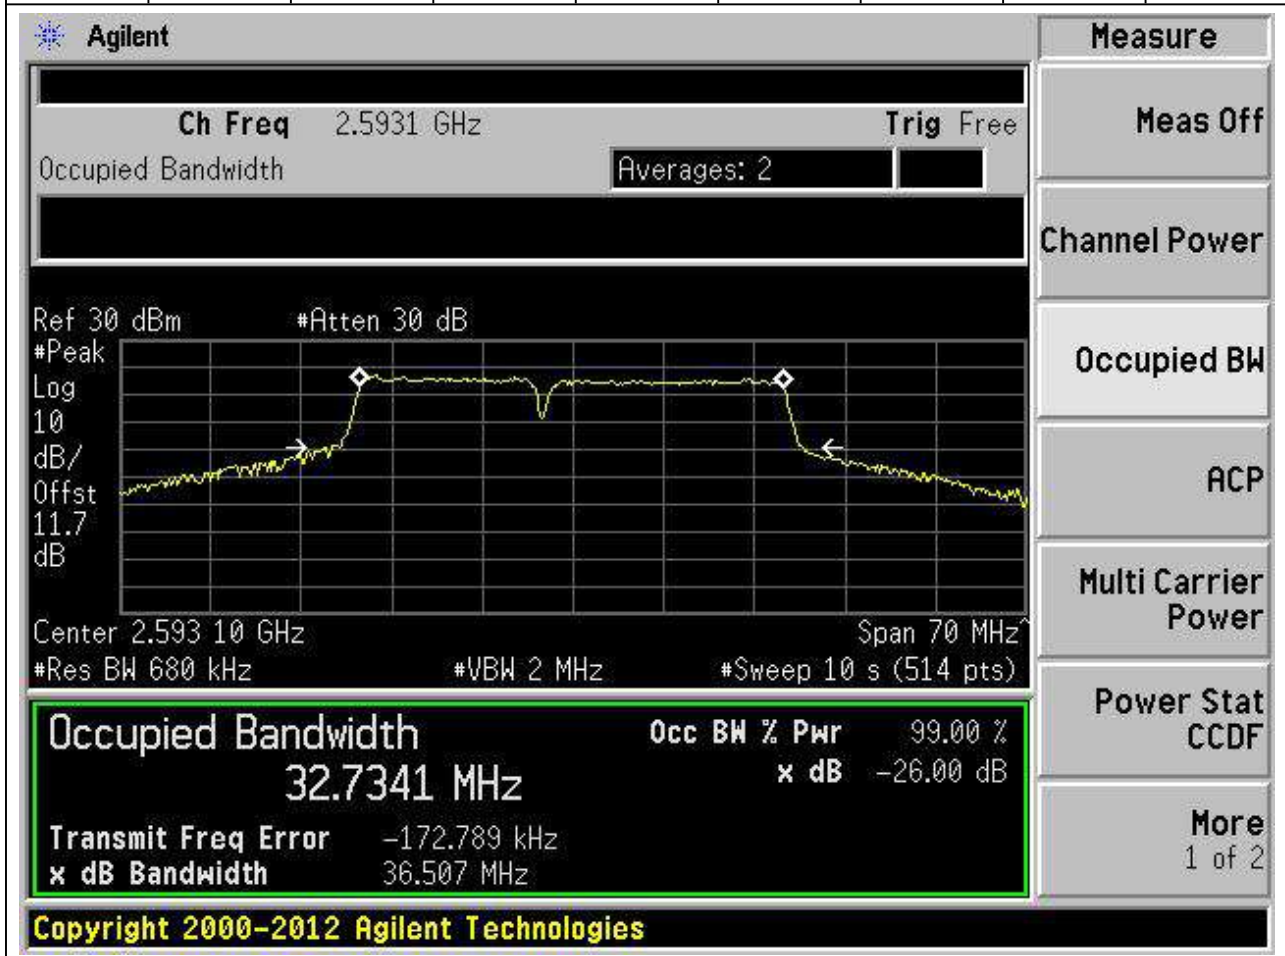 Agilent
Measure
Ch Freq 2.5931 GHz Trig Free
Occupied Bandwidth Averages: 2
Meas Off
Channel Power
Occupied BW
ACP
Multi Carrier
Power
Power Stat
CCDF
More
1 of 2
Ref 30 dBm #Atten 30 dB
#Peak
Log
10
dB/
Offst
11.7
dB
Center 2.593 10 GHz Span 70 MHz^
#Res BW 680 kHz #VBW 2 MHz #Sweep 10 s (514 pts)
Occupied Bandwidth Occ BW % Pwr 99.00 %
32.7341 MHz x dB -26.00 dB
Transmit Freq Error -172.789 kHz
x dB Bandwidth 36.507 MHz
Copyright 2000-2012 Agilent Technologies